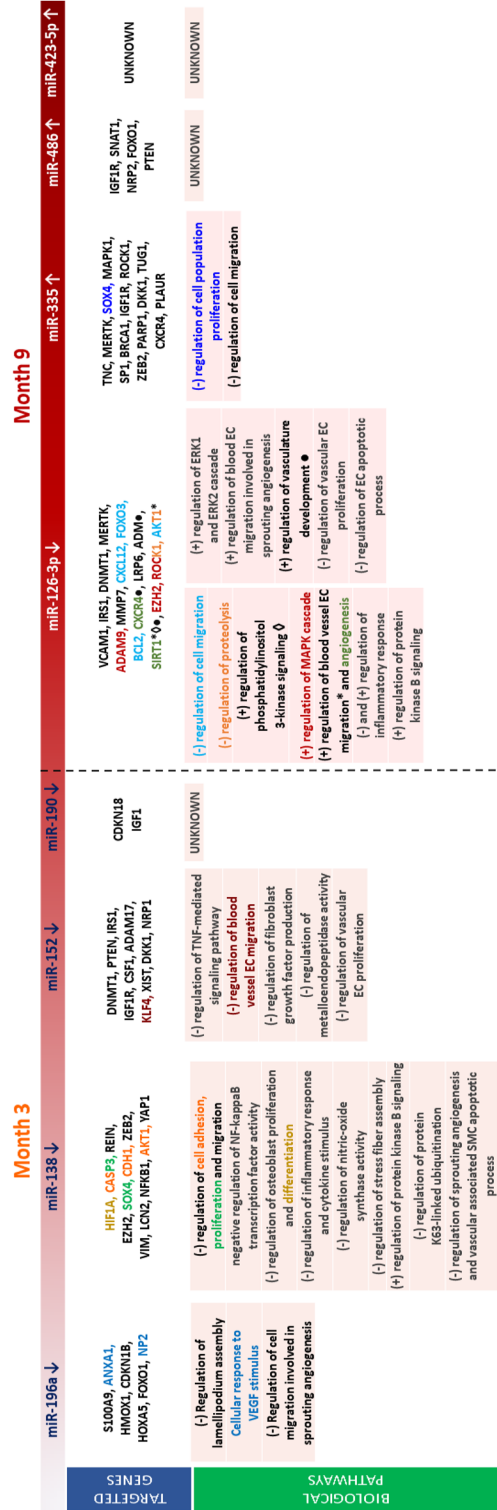 Month 3
Month 9
miR-196a ↓
miR-138 ↓
miR-152 ↓
miR-190 ↓
miR-126-3p ↓
miR-335 ↑
miR-486 ↑
miR-423-5p ↑
TARGETED
GENES
S100A9, ANXA1,
HMOX1, CDKN1B,
HOXA5, FOXO1, NP2
HIF1A, CASP3, REIN,
EZH2, SOX4, CDH1, ZEB2,
VIM, LCN2, NFKB1, AKT1, YAP1
DNMT1, PTEN, IRS1,
IGF1R, CSF1, ADAM17,
KLF4, XIST, DKK1, NRP1
CDKN18
IGF1
VCAM1, IRS1, DNMT1, MERTK,
ADAM9, MMP7, CXCL12, FOXO3,
BCL2, CXCR4●, LRP6, ADM●,
SIRT1*◊●, EZH2, ROCK1, AKT1*
TNC, MERTK, SOX4, MAPK1,
SP1, BRCA1, IGF1R, ROCK1,
ZEB2, PARP1, DKK1, TUG1,
CXCR4, PLAUR
IGF1R, SNAT1,
NRP2, FOXO1,
PTEN
UNKNOWN
BIOLOGICAL
PATHWAYS
(-) Regulation of
lamellipodium assembly
Cellular response to
VEGF stimulus
(-) Regulation of cell
migration involved in
sprouting angiogenesis
(-) regulation of cell adhesion,
proliferation and migration
negative regulation of NF-kappaB
transcription factor activity
(-) regulation of osteoblast proliferation
and differentiation
(-) regulation of inflammatory response
and cytokine stimulus
(-) regulation of nitric-oxide
synthase activity
(-) regulation of stress fiber assembly
(+) regulation of protein kinase B signaling
(-) regulation of protein
K63-linked ubiquitination
(-) regulation of sprouting angiogenesis
and vascular associated SMC apoptotic
process
(-) regulation of TNF-mediated
signaling pathway
(-) regulation of blood
vessel EC migration
(-) regulation of fibroblast
growth factor production
(-) regulation of
metalloendopeptidase activity
(-) regulation of vascular
EC proliferation
UNKNOWN
(-) regulation of cell migration
(-) regulation of proteolysis
(+) regulation of
phosphatidylinositol
3-kinase signaling ◊
(+) regulation of MAPK cascade
(+) regulation of blood vessel EC
migration* and angiogenesis
(-) and (+) regulation of
inflammatory response
(+) regulation of protein
kinase B signaling
(+) regulation of ERK1
and ERK2 cascade
(+) regulation of blood EC
migration involved in
sprouting angiogenesis
(+) regulation of vasculature
development ●
(-) regulation of vascular EC
proliferation
(-) regulation of EC apoptotic
process
(-) regulation of cell population
proliferation
(-) regulation of cell migration
UNKNOWN
UNKNOWN